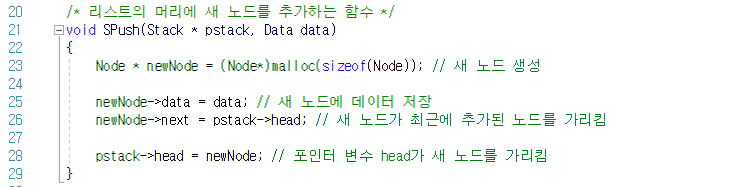 20 /* 리스트의 머리에 새 노드를 추가하는 함수 */
21 void SPush(Stack * pstack, Data data)
22 {
23 Node * newNode = (Node*)malloc(sizeof(Node)); // 새 노드 생성
24
25 newNode->data = data; // 새 노드에 데이터 저장
26 newNode->next = pstack->head; // 새 노드가 최근에 추가된 노드를 가리킴
27
28 pstack->head = newNode; // 포인터 변수 head가 새 노드를 가리킴
29 }